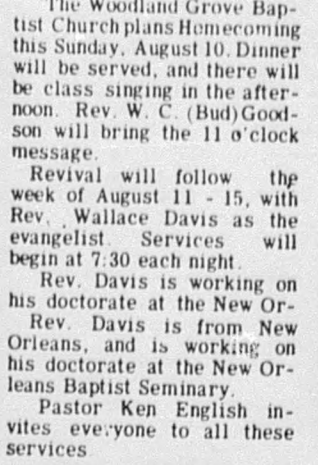 The Woodland Grove Bap-
tist Church plans Homecoming
this Sunday, August 10. Dinner
will be served, and there will
be class singing in the after-
noon. Rev. W. C. (Bud) Good-
son will bring the 11 o'clock
message.
Revival will follow the
week of August 11 - 15, with
Rev. Wallace Davis as the
evangelist. Services will
begin at 7:30 each night.
Rev. Davis is working on
his doctorate at the New Or-
Rev. Davis is from New
Orleans, and is working on
his doctorate at the New Or-
leans Baptist Seminary.
Pastor Ken English in-
vites everyone to all these
services